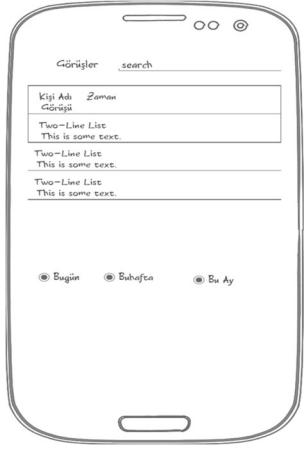 Görüşler search
Kişi Adı Zaman
Görüşü
Two-Line List
This is some text.
Two-Line List
This is some text.
Two-Line List
This is some text.
Bugün Buhafta Bu Ay